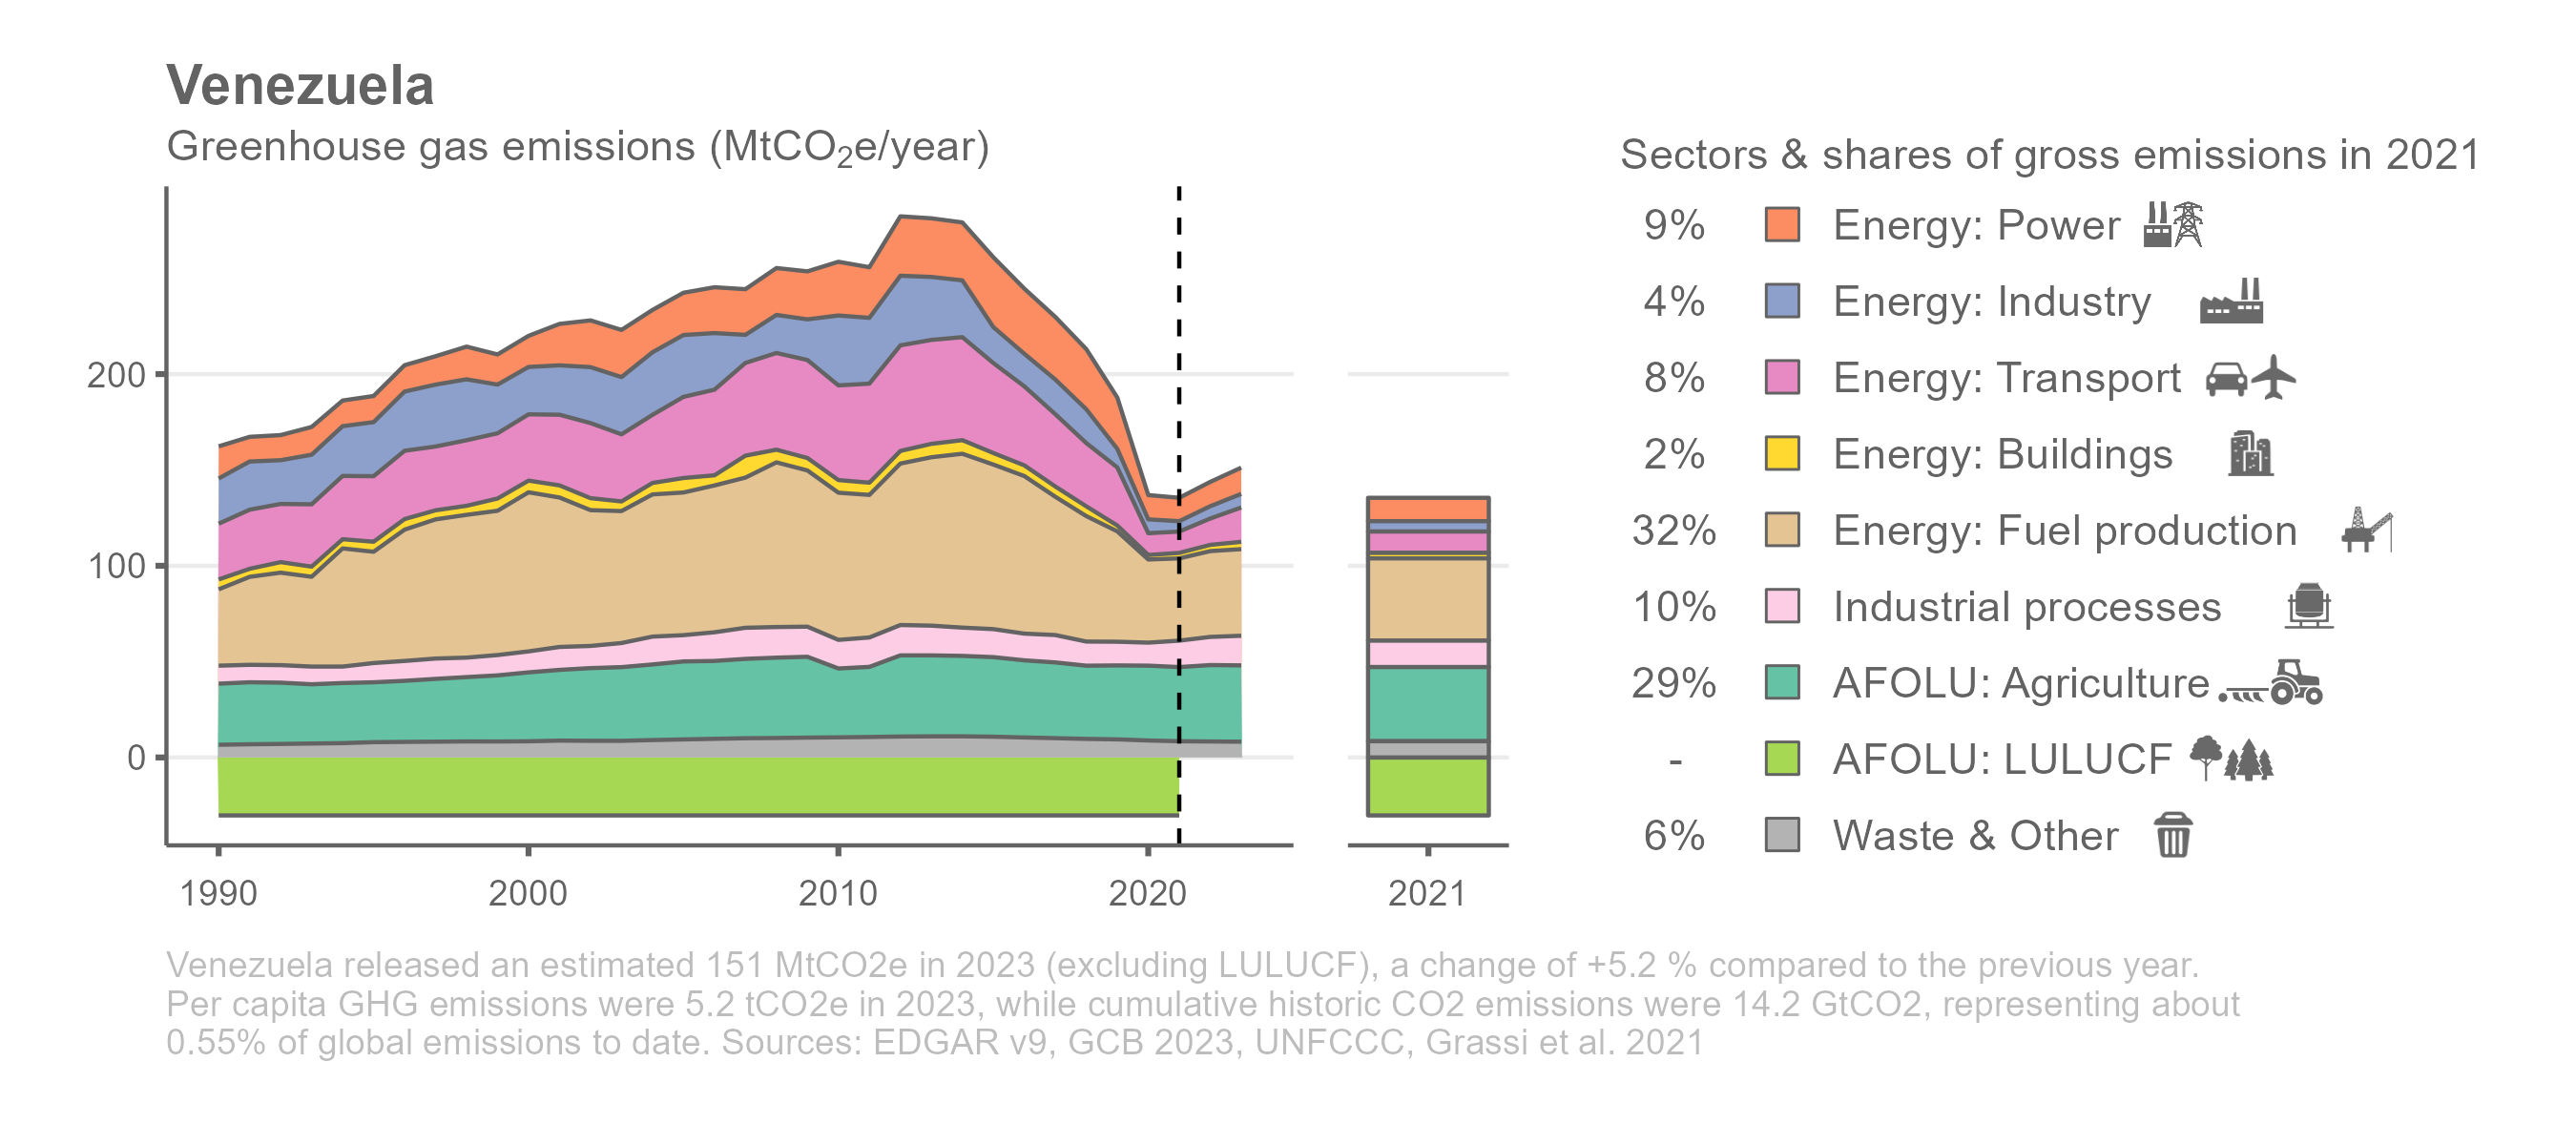 Venezuela
Greenhouse gas emissions (MtCO₂e/year)
200
100
0
1990 2000 2010 2020 2021
Sectors & shares of gross emissions in 2021
9% Energy: Power
4% Energy: Industry
8% Energy: Transport
2% Energy: Buildings
32% Energy: Fuel production
10% Industrial processes
29% AFOLU: Agriculture
- AFOLU: LULUCF
6% Waste & Other
Venezuela released an estimated 151 MtCO2e in 2023 (excluding LULUCF), a change of +5.2 % compared to the previous year.
Per capita GHG emissions were 5.2 tCO2e in 2023, while cumulative historic CO2 emissions were 14.2 GtCO2, representing about
0.55% of global emissions to date. Sources: EDGAR v9, GCB 2023, UNFCCC, Grassi et al. 2021